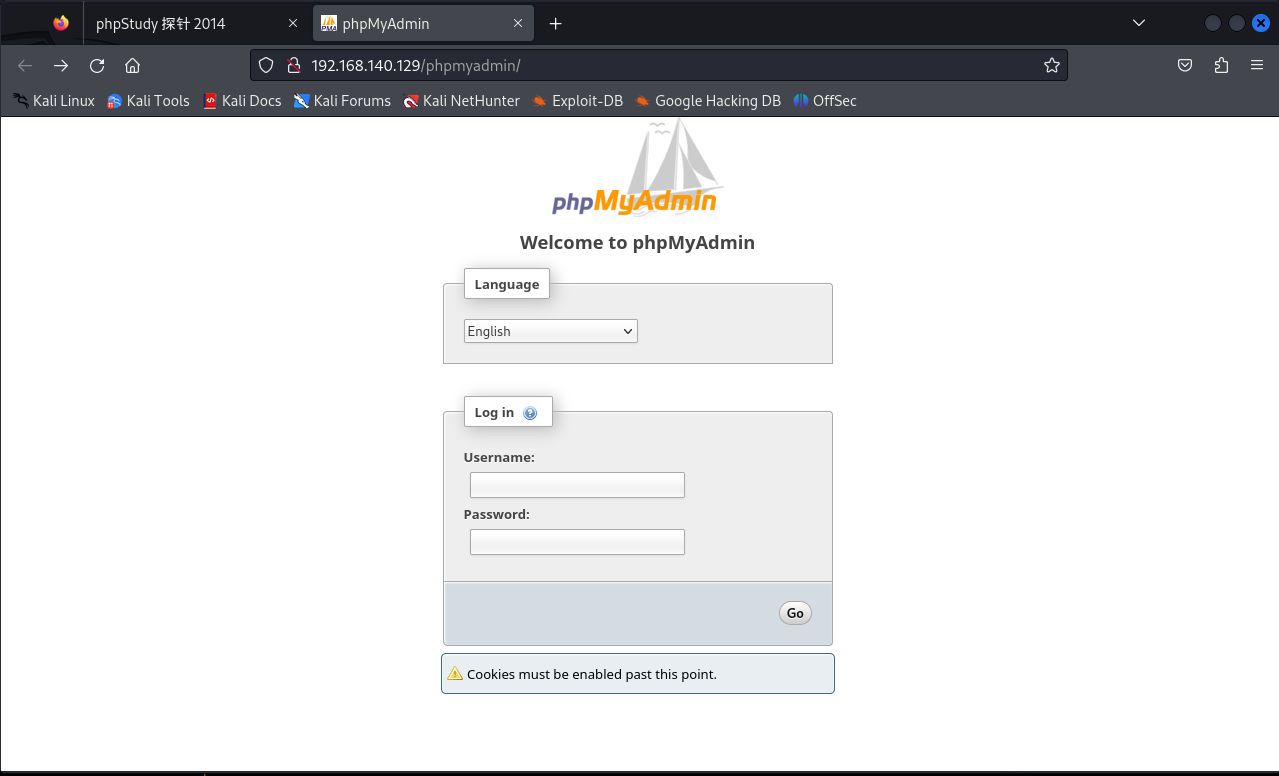 phpStudy 探针 2014
phpMyAdmin
192.168.140.129/phpmyadmin/
Kali Linux Kali Tools Kali Docs Kali Forums Kali NetHunter Exploit-DB Google Hacking DB OffSec
phpMyAdmin
Welcome to phpMyAdmin
Language
English
Log in
Username:
Password:
Go
Cookies must be enabled past this point.